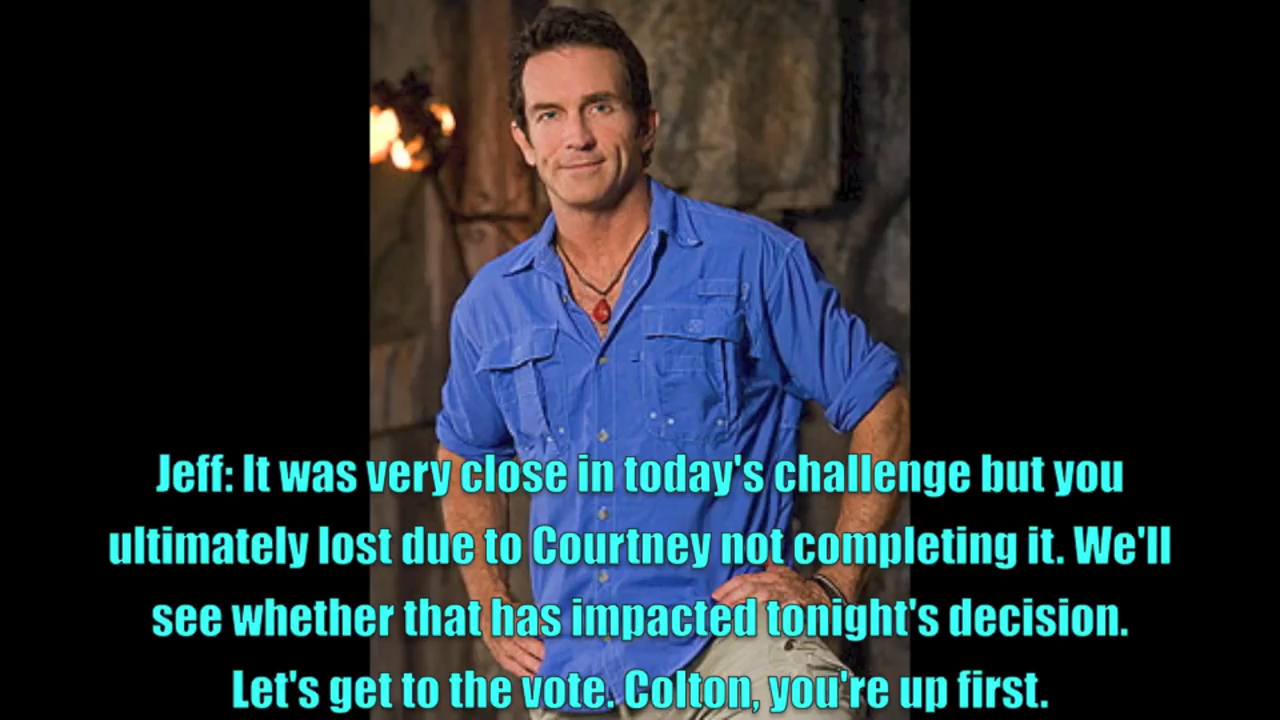 Jeff: It was very close in today's challenge but you
ultimately lost due to Courtney not completing it. We'll
see whether that has impacted tonight's decision.
Let's get to the vote. Colton, you're up first.